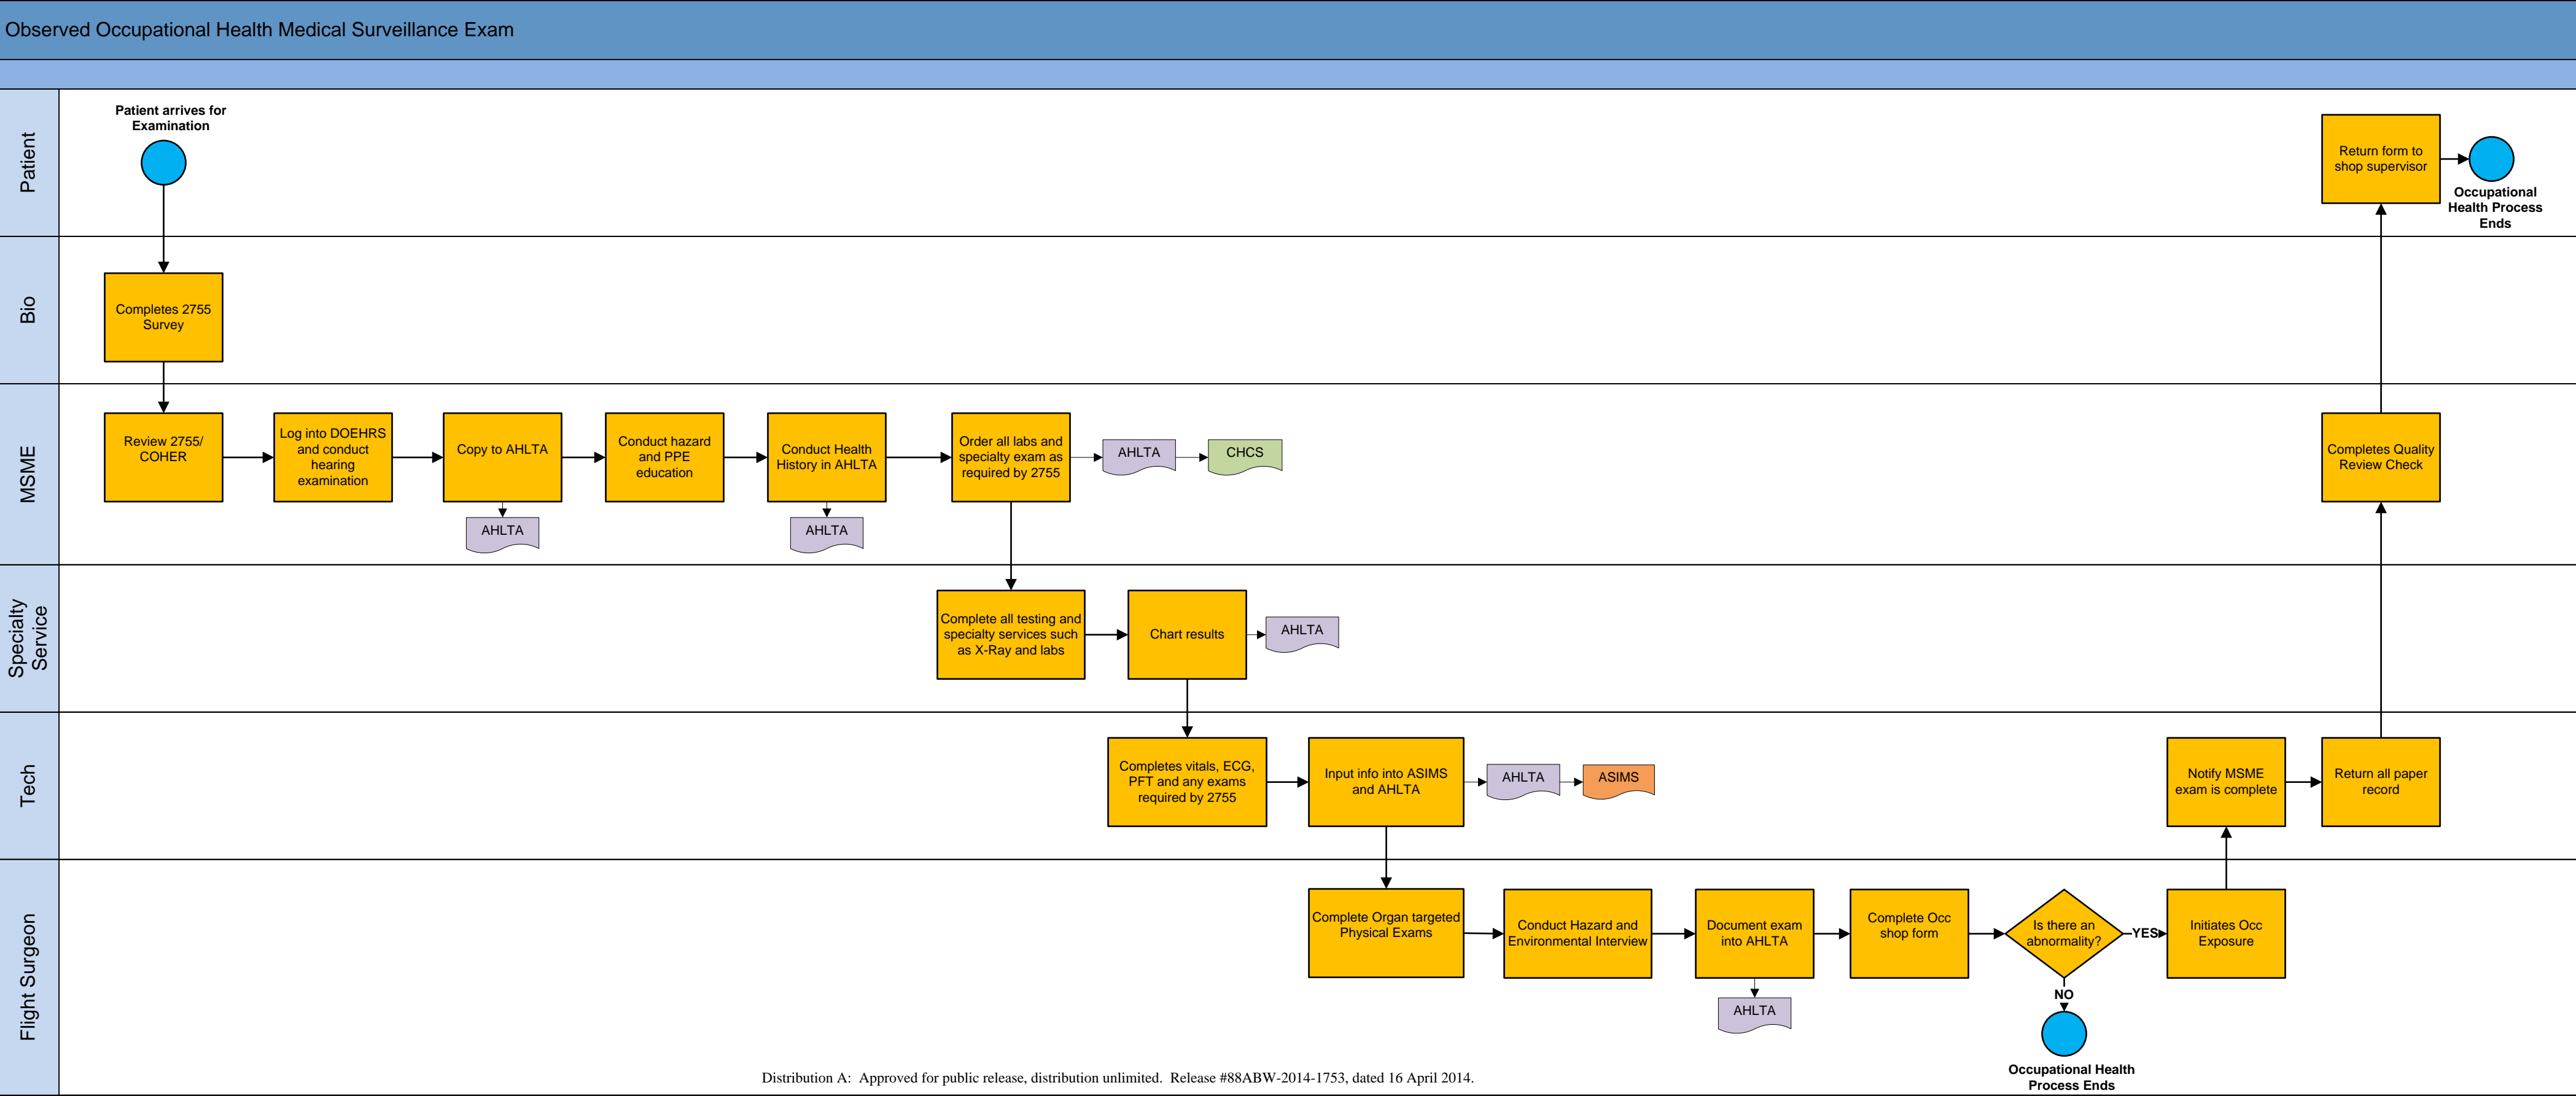 Observed Occupational Health Medical Surveillance Exam
Patient
Patient arrives for
Examination
Return form to
shop supervisor
Occupational
Health Process
Ends
Bio
Completes 2755
Survey
MSME
Review 2755/
COHER
Log into DOEHRS
and conduct
hearing
examination
Copy to AHLTA
AHLTA
Conduct hazard
and PPE
education
Conduct Health
History in AHLTA
AHLTA
Order all labs and
specialty exam as
required by 2755
AHLTA
CHCS
Completes Quality
Review Check
Specialty
Service
Complete all testing and
specialty services such
as X-Ray and labs
Chart results
AHLTA
Tech
Completes vitals, ECG,
PFT and any exams
required by 2755
Input info into ASIMS
and AHLTA
AHLTA
ASIMS
Notify MSME
exam is complete
Return all paper
record
Flight Surgeon
Complete Organ targeted
Physical Exams
Conduct Hazard and
Environmental Interview
Document exam
into AHLTA
AHLTA
Complete Occ
shop form
Is there an
abnormality?
YES
Initiates Occ
Exposure
NO
Occupational Health
Process Ends
Distribution A:  Approved for public release, distribution unlimited.  Release #88ABW-2014-1753, dated 16 April 2014.